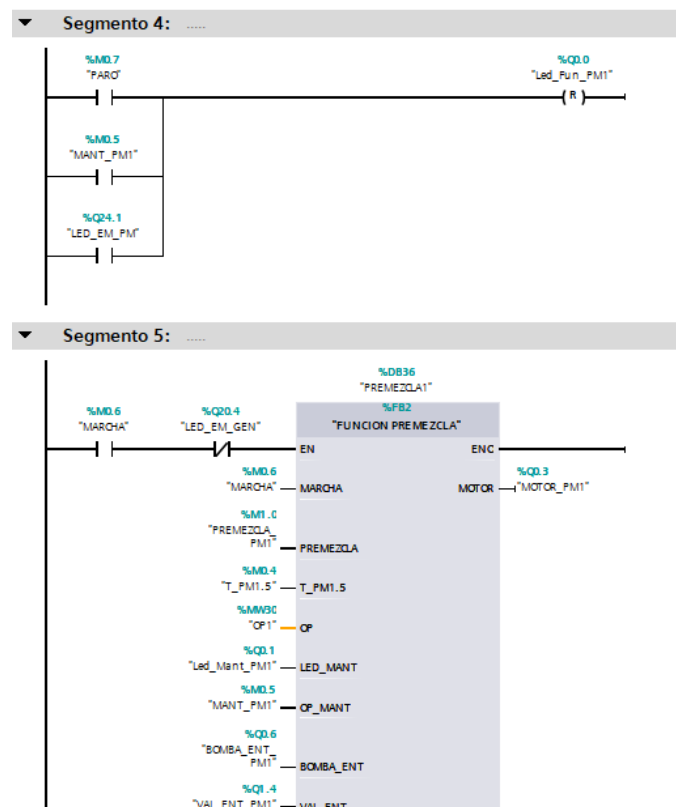 Segmento 4: .....
%M0.7
"PARO"
%Q0.0
"Led_Fun_PM1"
R
%M0.5
"MANT_PM1"
%Q24.1
"LED_EM_PM"
Segmento 5: .....
%DB36
"PREMEZCLA1"
%M0.6
"MARCHA"
%Q20.4
"LED_EM_GEN"
%FB2
"FUNCION PREMEZCLA"
EN
ENO
%M0.6
"MARCHA"
MARCHA
MOTOR
%Q0.3
"MOTOR_PM1"
%M1.0
"PREMEZCLA_
PM1"
PREMEZCLA
%M0.4
"T_PM1.5"
T_PM1.5
%MW30
"OP1"
OP
%Q0.1
"Led_Mant_PM1"
LED_MANT
%M0.5
"MANT_PM1"
OP_MANT
%Q0.6
"BOMBA_ENT_
PM1"
BOMBA_ENT
%Q1.4
"VAL_ENT_PM1"
VAL_ENT